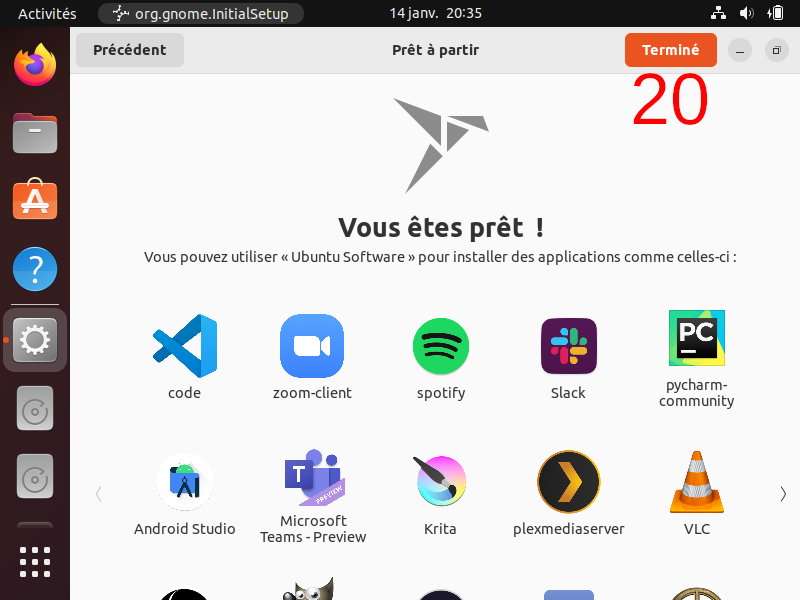 Activités
org.gnome.InitialSetup
14 janv. 20:35
Précédent
Prêt à partir
Terminé
20
Vous êtes prêt !
Vous pouvez utiliser « Ubuntu Software » pour installer des applications comme celles-ci :
PC
code
zoom-client
spotify
Slack
pycharm-
community
T
PREVIEW
Android Studio
Microsoft
Teams - Preview
Krita
plexmediaserver
VLC